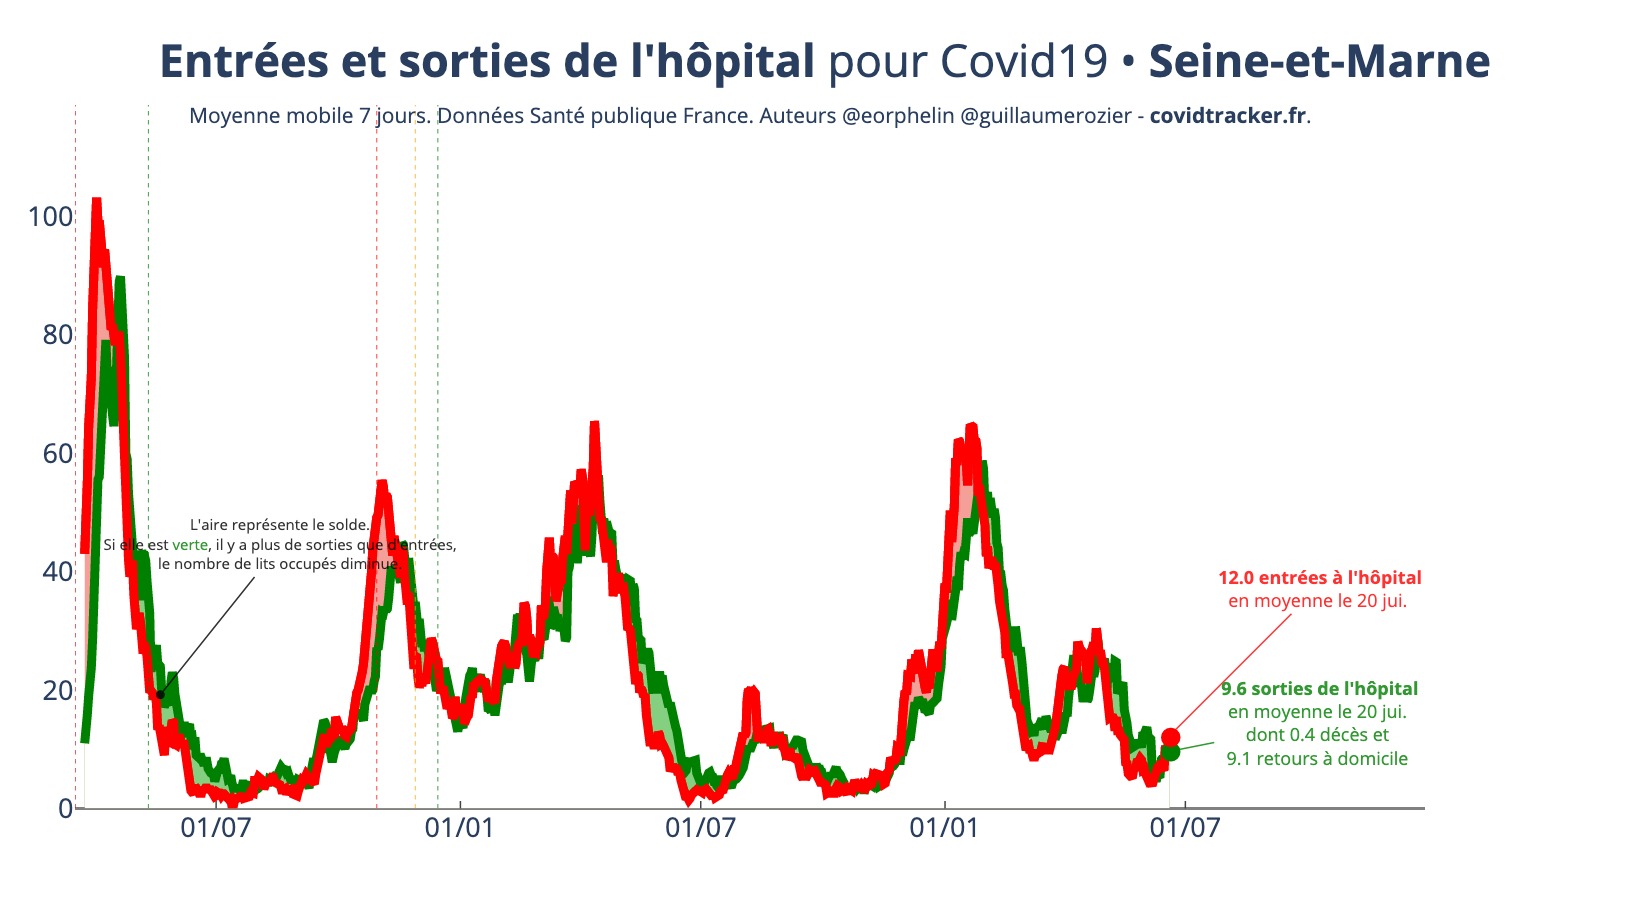 Entrées et sorties de l'hôpital pour Covid19 • Seine-et-Marne
Moyenne mobile 7 jours. Données Santé publique France. Auteurs @eorphelin @guillaumerozier - covidtracker.fr.
100
80
60
40
20
0
L'aire représente le solde.
Si elle est verte, il y a plus de sorties que d'entrées,
le nombre de lits occupés diminue.
12.0 entrées à l'hôpital
en moyenne le 20 jui.
9.6 sorties de l'hôpital
en moyenne le 20 jui.
dont 0.4 décès et
9.1 retours à domicile
01/07
01/01
01/07
01/01
01/07